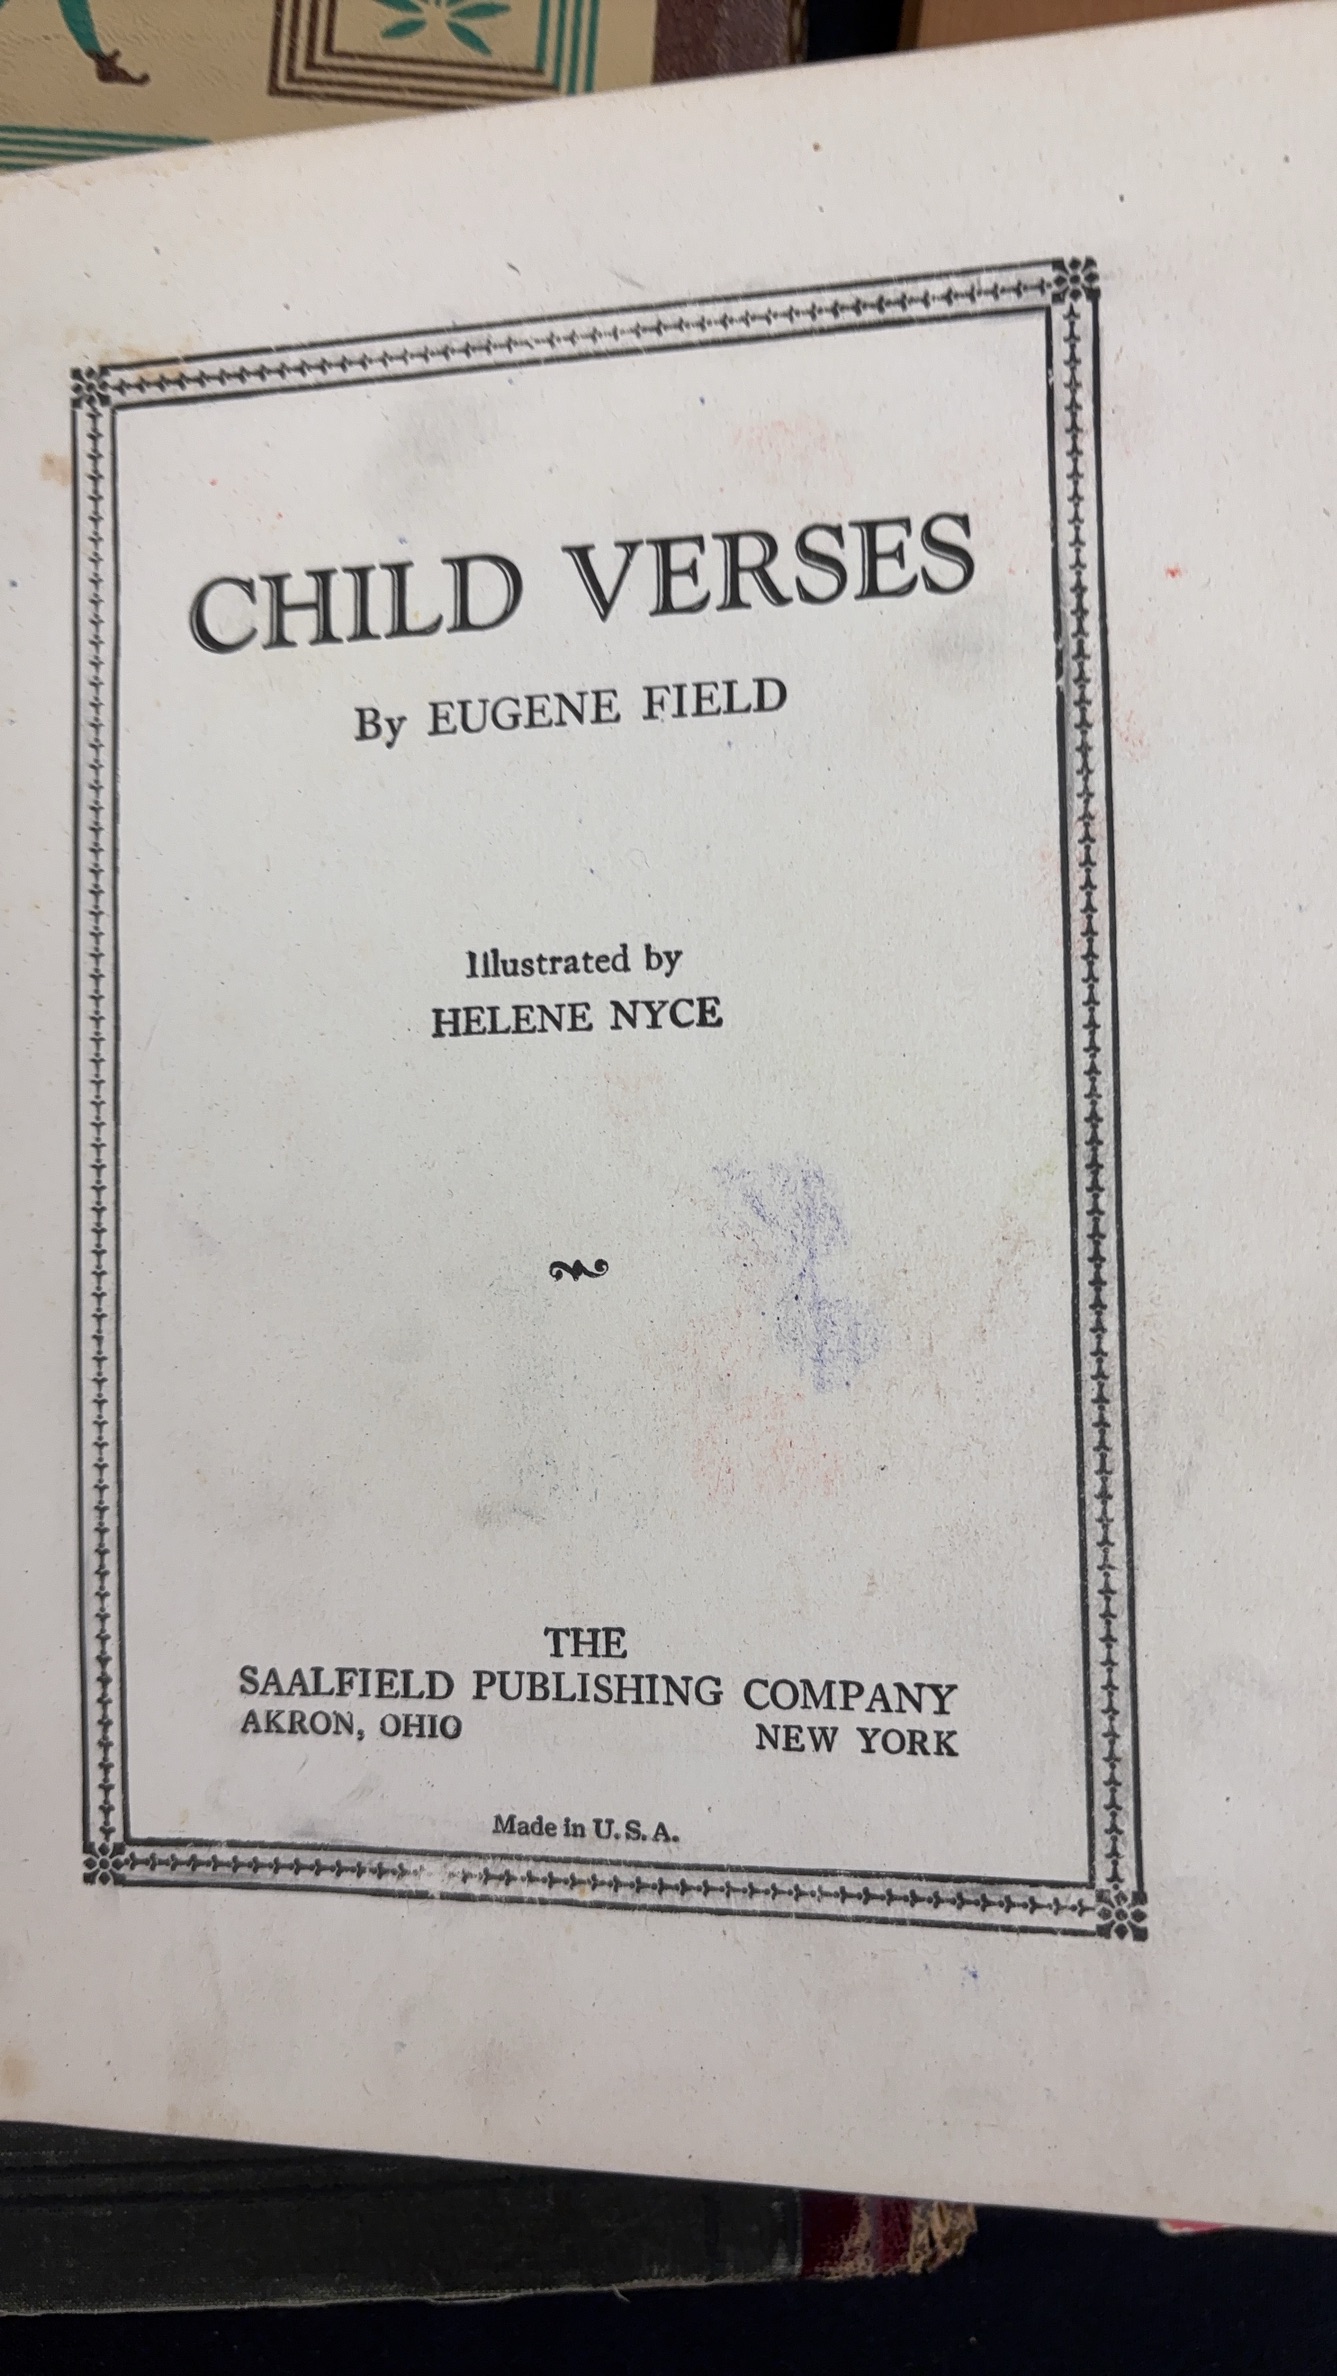 CHILD VERSES
By EUGENE FIELD
Illustrated by
HELENE NYCE
THE
SAALFIELD PUBLISHING COMPANY
AKRON, OHIO NEW YORK
Made in U. S. A.